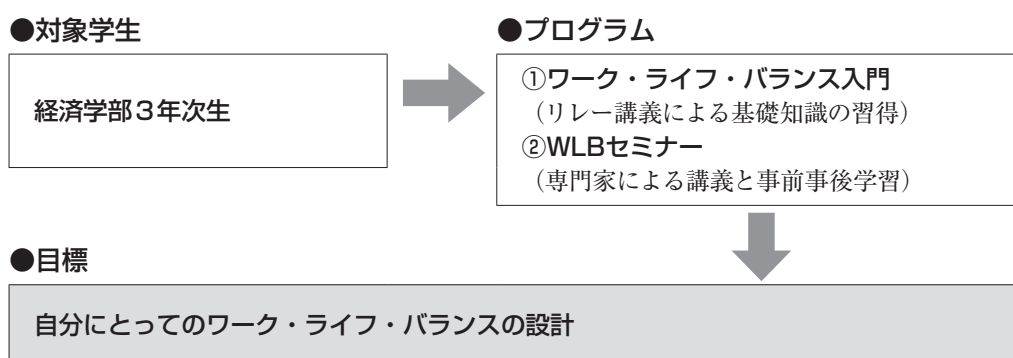 ●対象学生
経済学部3年次生
●プログラム
①ワーク・ライフ・バランス入門
（リレー講義による基礎知識の習得）
②WLBセミナー
（専門家による講義と事前事後学習）
●目標
自分にとってのワーク・ライフ・バランスの設計